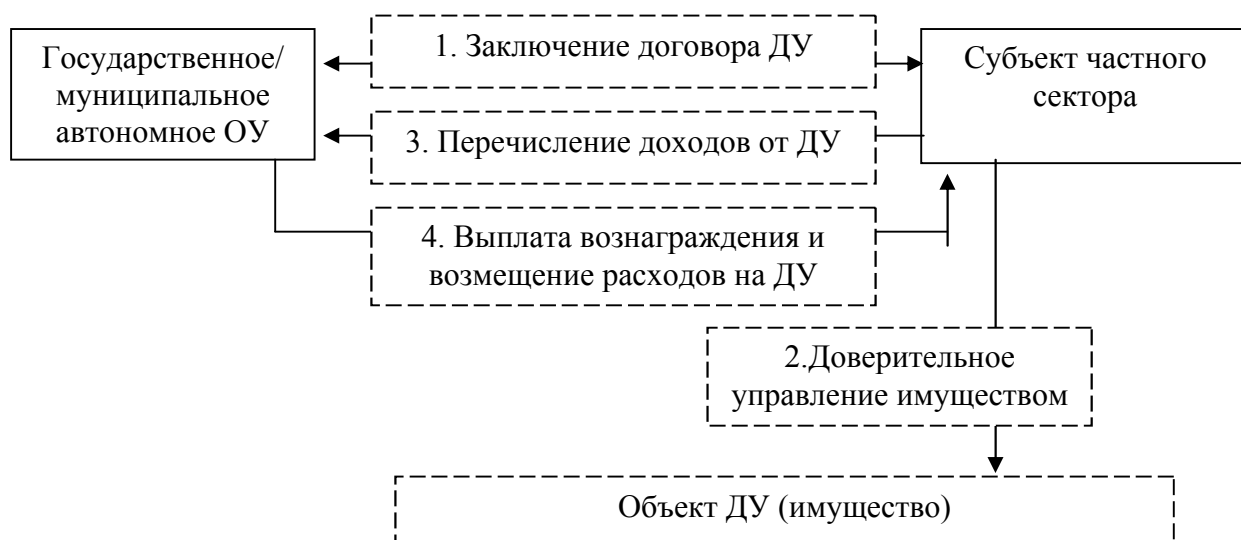 Государственное/
муниципальное
автономное ОУ
1. Заключение договора ДУ
Субъект частного
сектора
3. Перечисление доходов от ДУ
4. Выплата вознаграждения и
возмещение расходов на ДУ
2.Доверительное
управление имуществом
Объект ДУ (имущество)